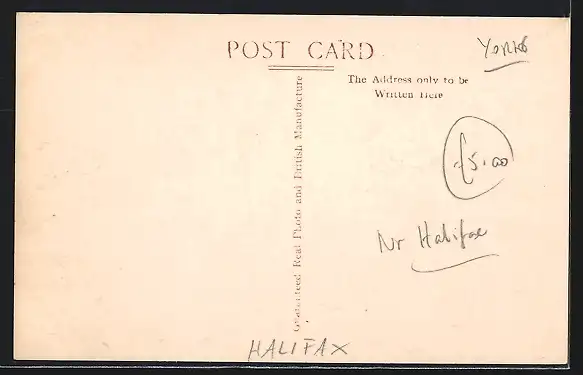 POST CARD
Yorks
The Address only to be
Written Here
£5.00
Guaranteed Real Photo and British Manufacture
Nr Halifax
HALIFAX